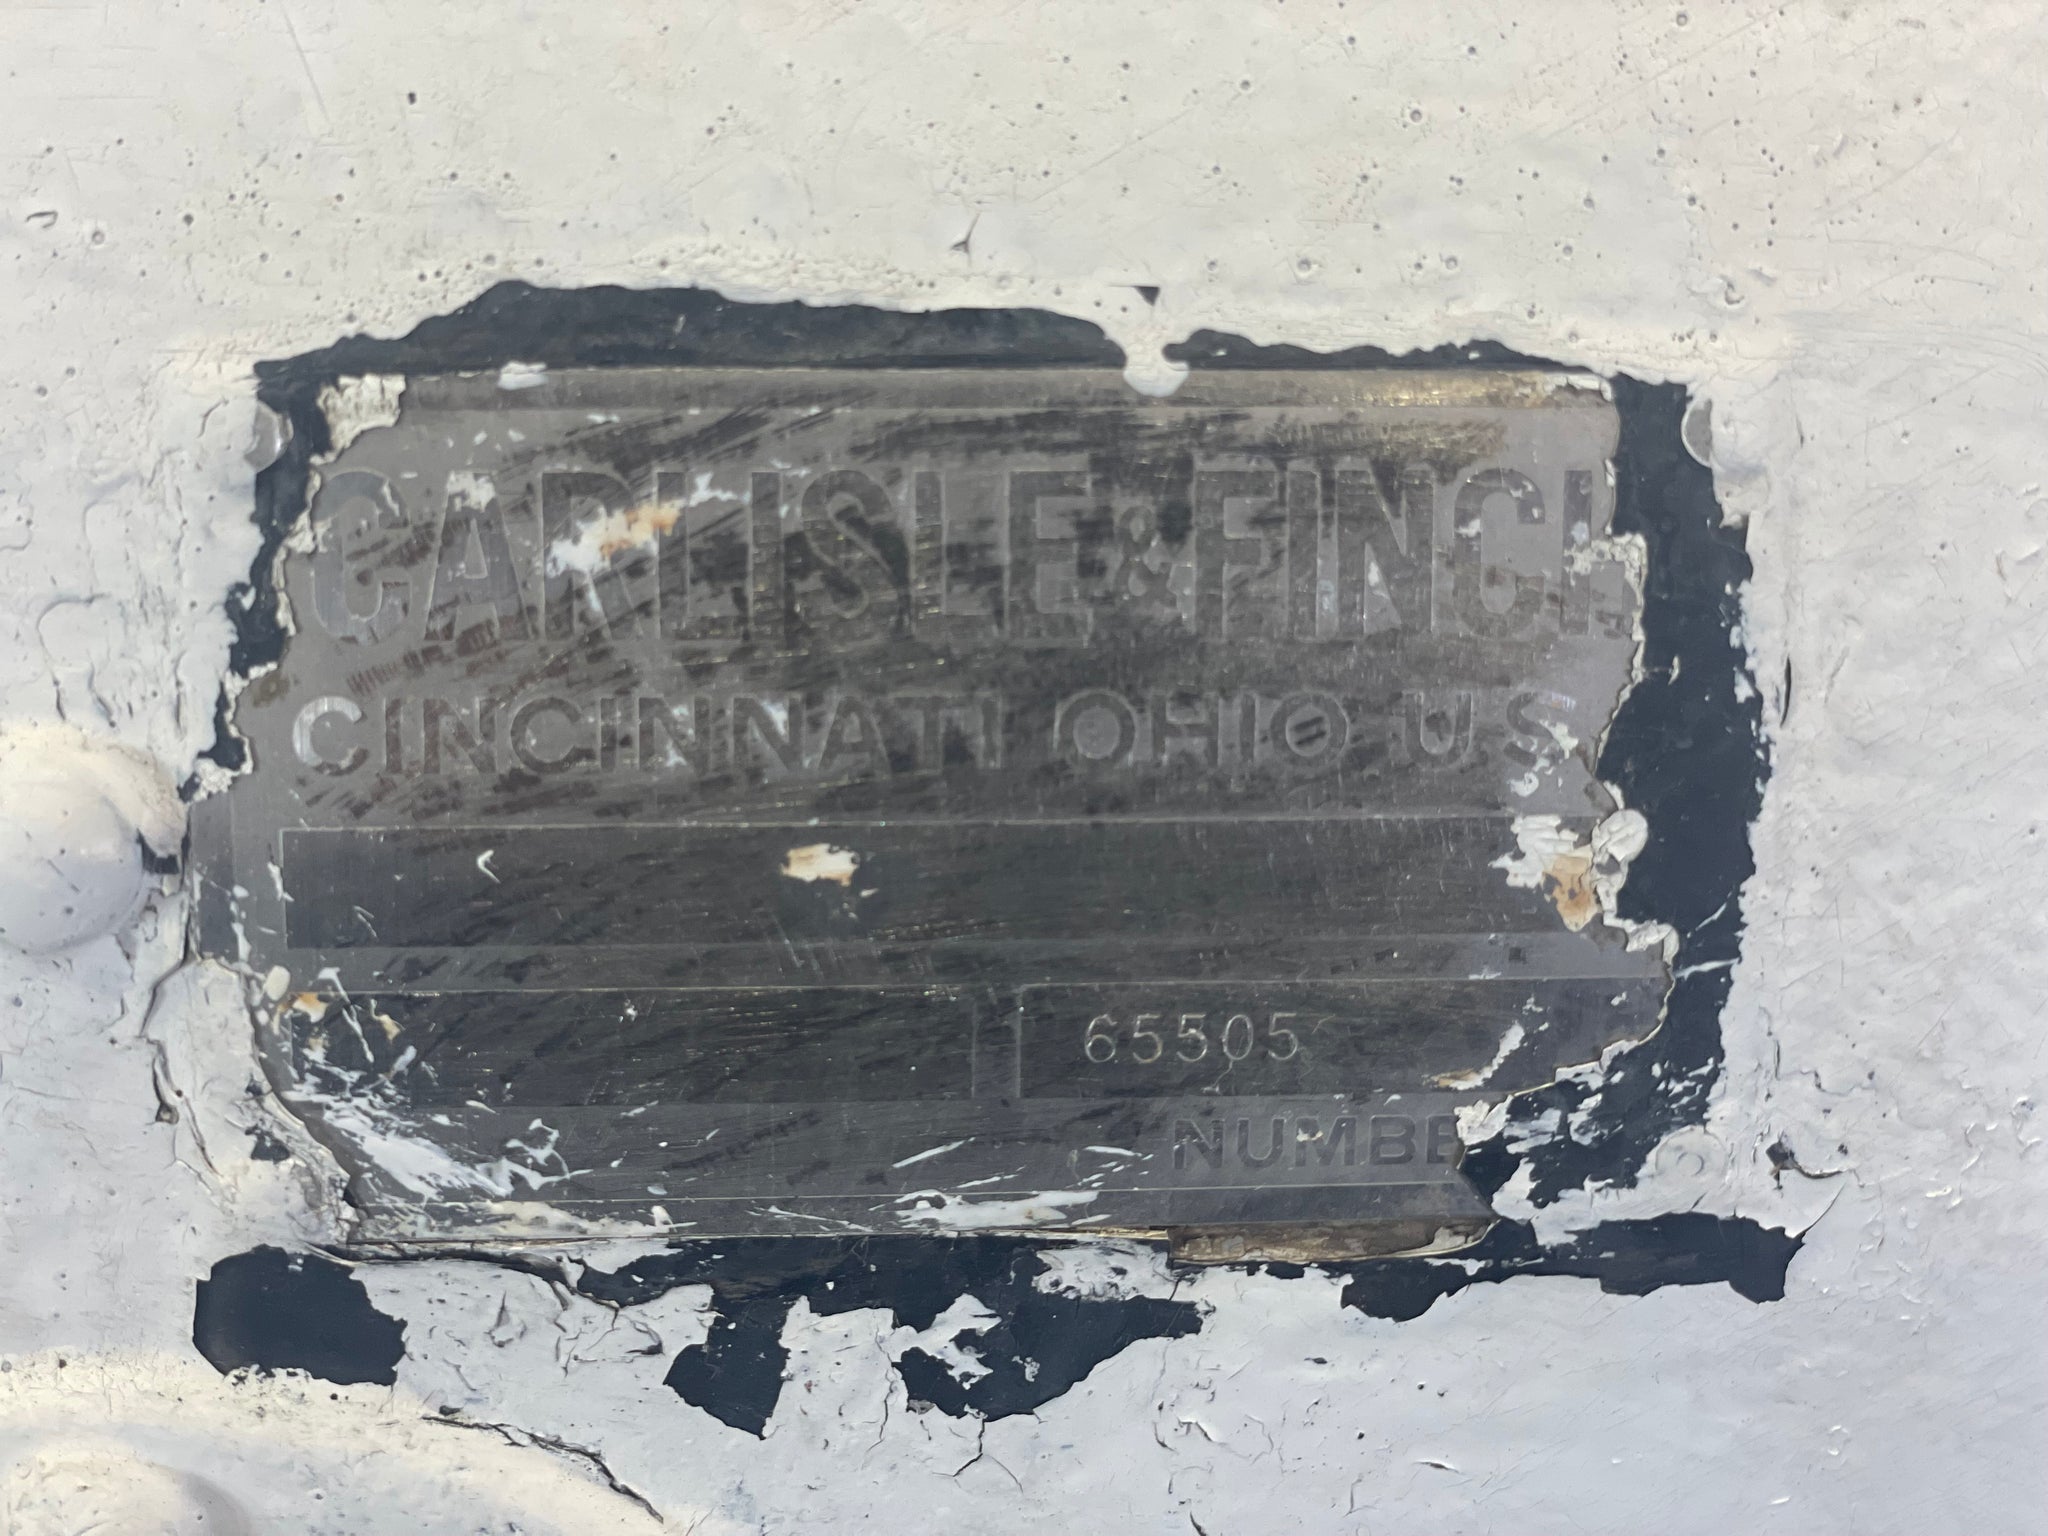 CARLISLE & FINCH
CINCINNATI OHIO, U S
65505
NUMBE